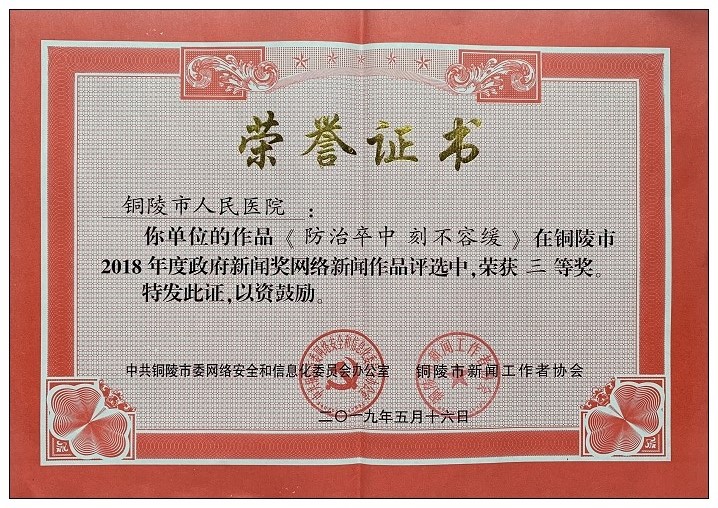 荣誉证书
铜陵市人民医院：
你单位的作品《防治卒中 刻不容缓》在铜陵市
2018年度政府新闻奖网络新闻作品评选中，荣获 三 等奖。
特发此证，以资鼓励。
中共铜陵市委网络安全和信息化委员会办公室 铜陵市新闻工作者协会
二〇一九年五月十六日